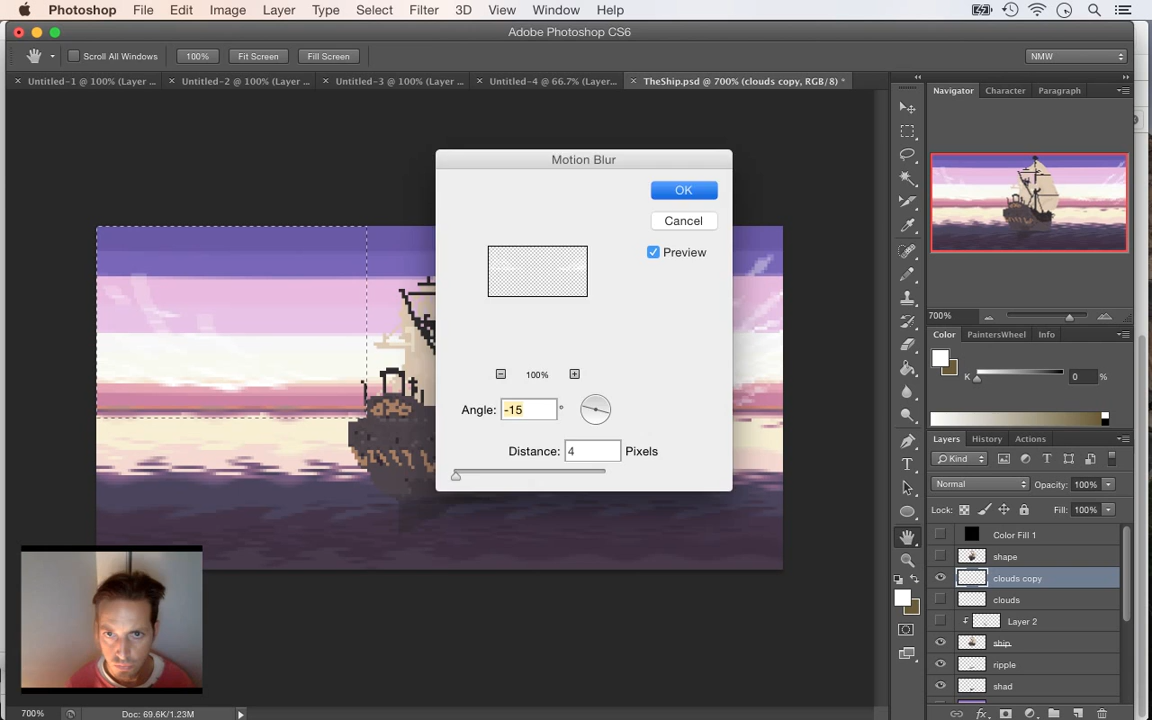 Photoshop File Edit Image Layer Type Select Filter 3D View Window Help
Adobe Photoshop CS6
Scroll All Windows 100% Fit Screen Fill Screen NMW
Untitled-1 @ 100% (Layer ... Untitled-2 @ 100% (Layer ... Untitled-3 @ 100% (Layer ... Untitled-4 @ 66.7% (Layer... TheShip.psd @ 700% (clouds copy, RGB/8) *
Navigator Character Paragraph
Motion Blur
OK
Cancel
Preview
100%
Angle: -15 °
Distance: 4 Pixels
700%
Color PaintersWheel Info
K 0 %
Layers History Actions
Kind
Normal Opacity: 100%
Lock: Fill: 100%
Color Fill 1
shape
clouds copy
clouds
Layer 2
ship
ripple
shad
700% Doc: 69.6K/1.23M